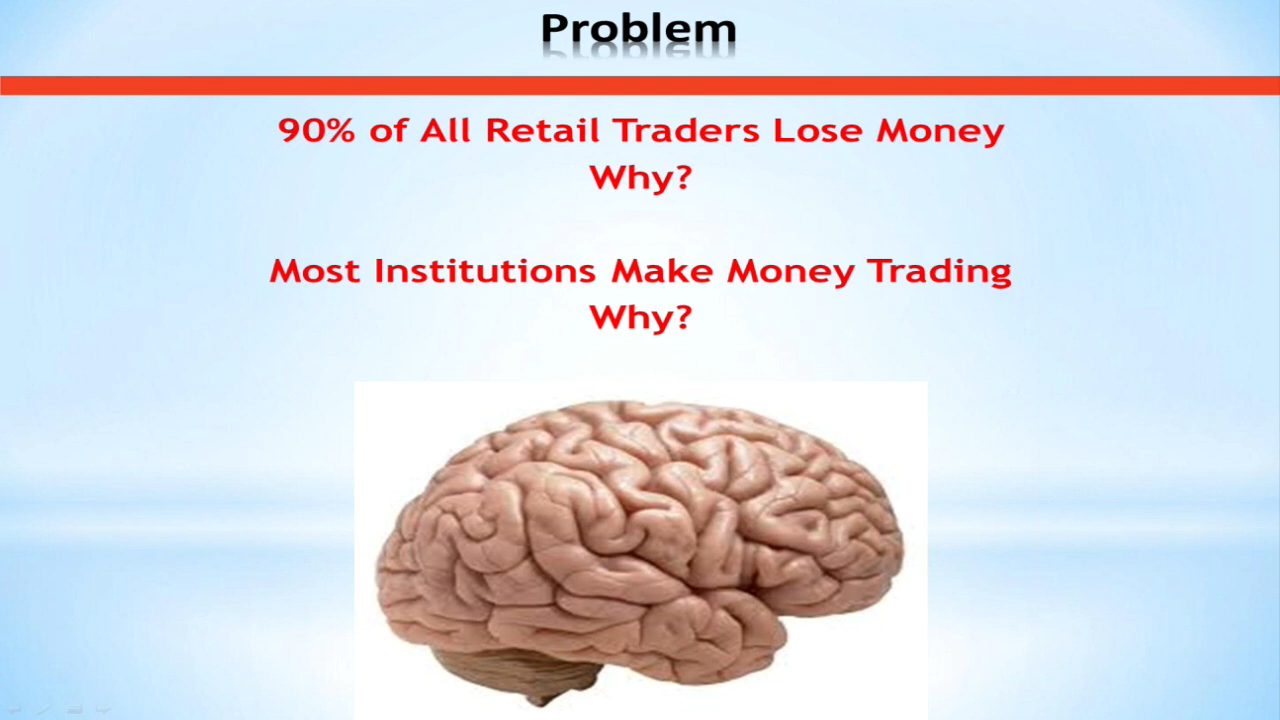 Problem
90% of All Retail Traders Lose Money
Why?
Most Institutions Make Money Trading
Why?